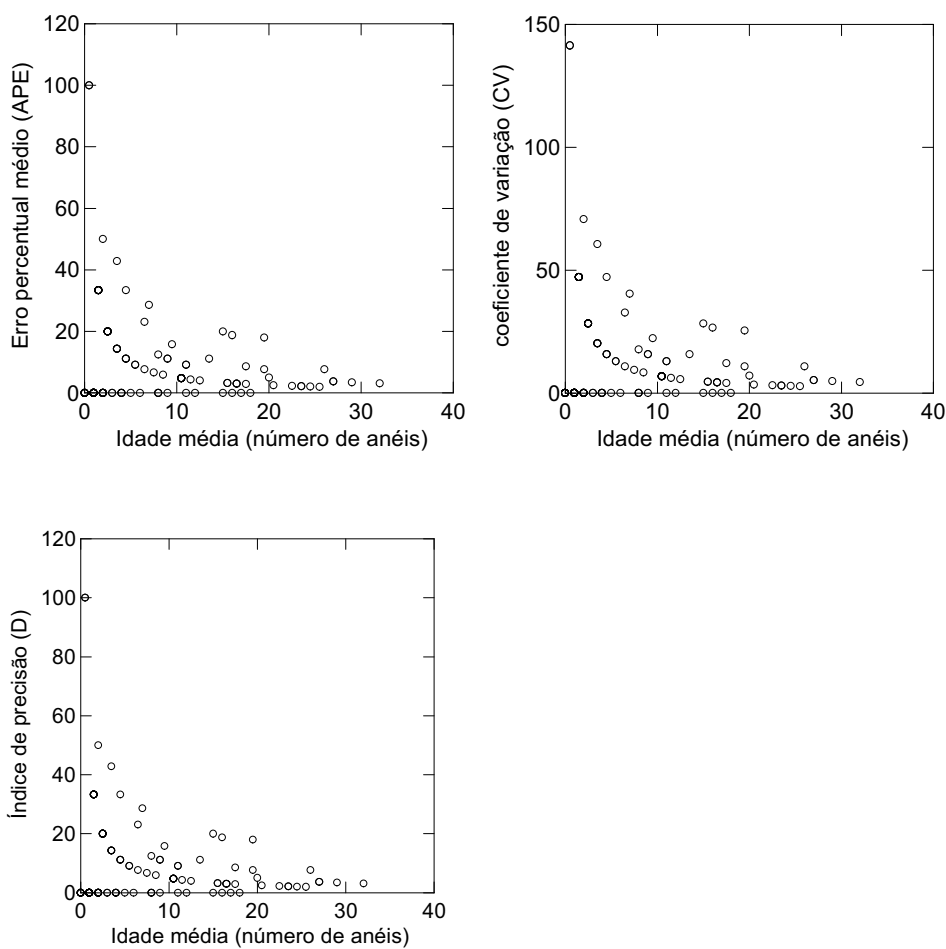 Erro percentual médio (APE)
120
100
80
60
40
20
0
0 10 20 30 40
Idade média (número de anéis)
coeficiente de variação (CV)
150
100
50
0
0 10 20 30 40
Idade média (número de anéis)
Índice de precisão (D)
120
100
80
60
40
20
0
0 10 20 30 40
Idade média (número de anéis)